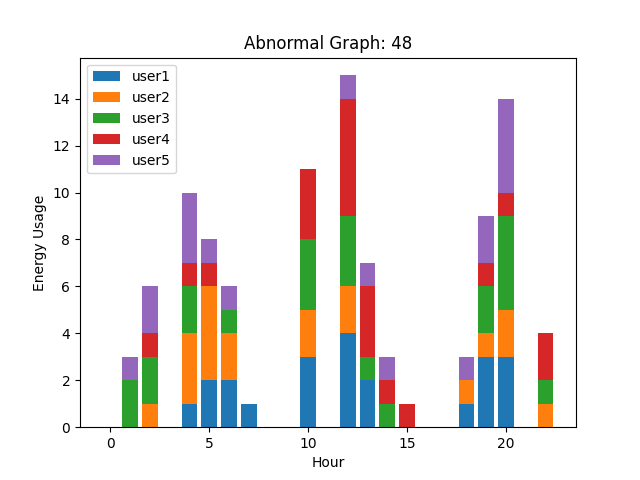 Abnormal Graph: 48
user1
user2
user3
user4
user5
14
12
10
8
6
4
2
0
Energy Usage
0 5 10 15 20
Hour